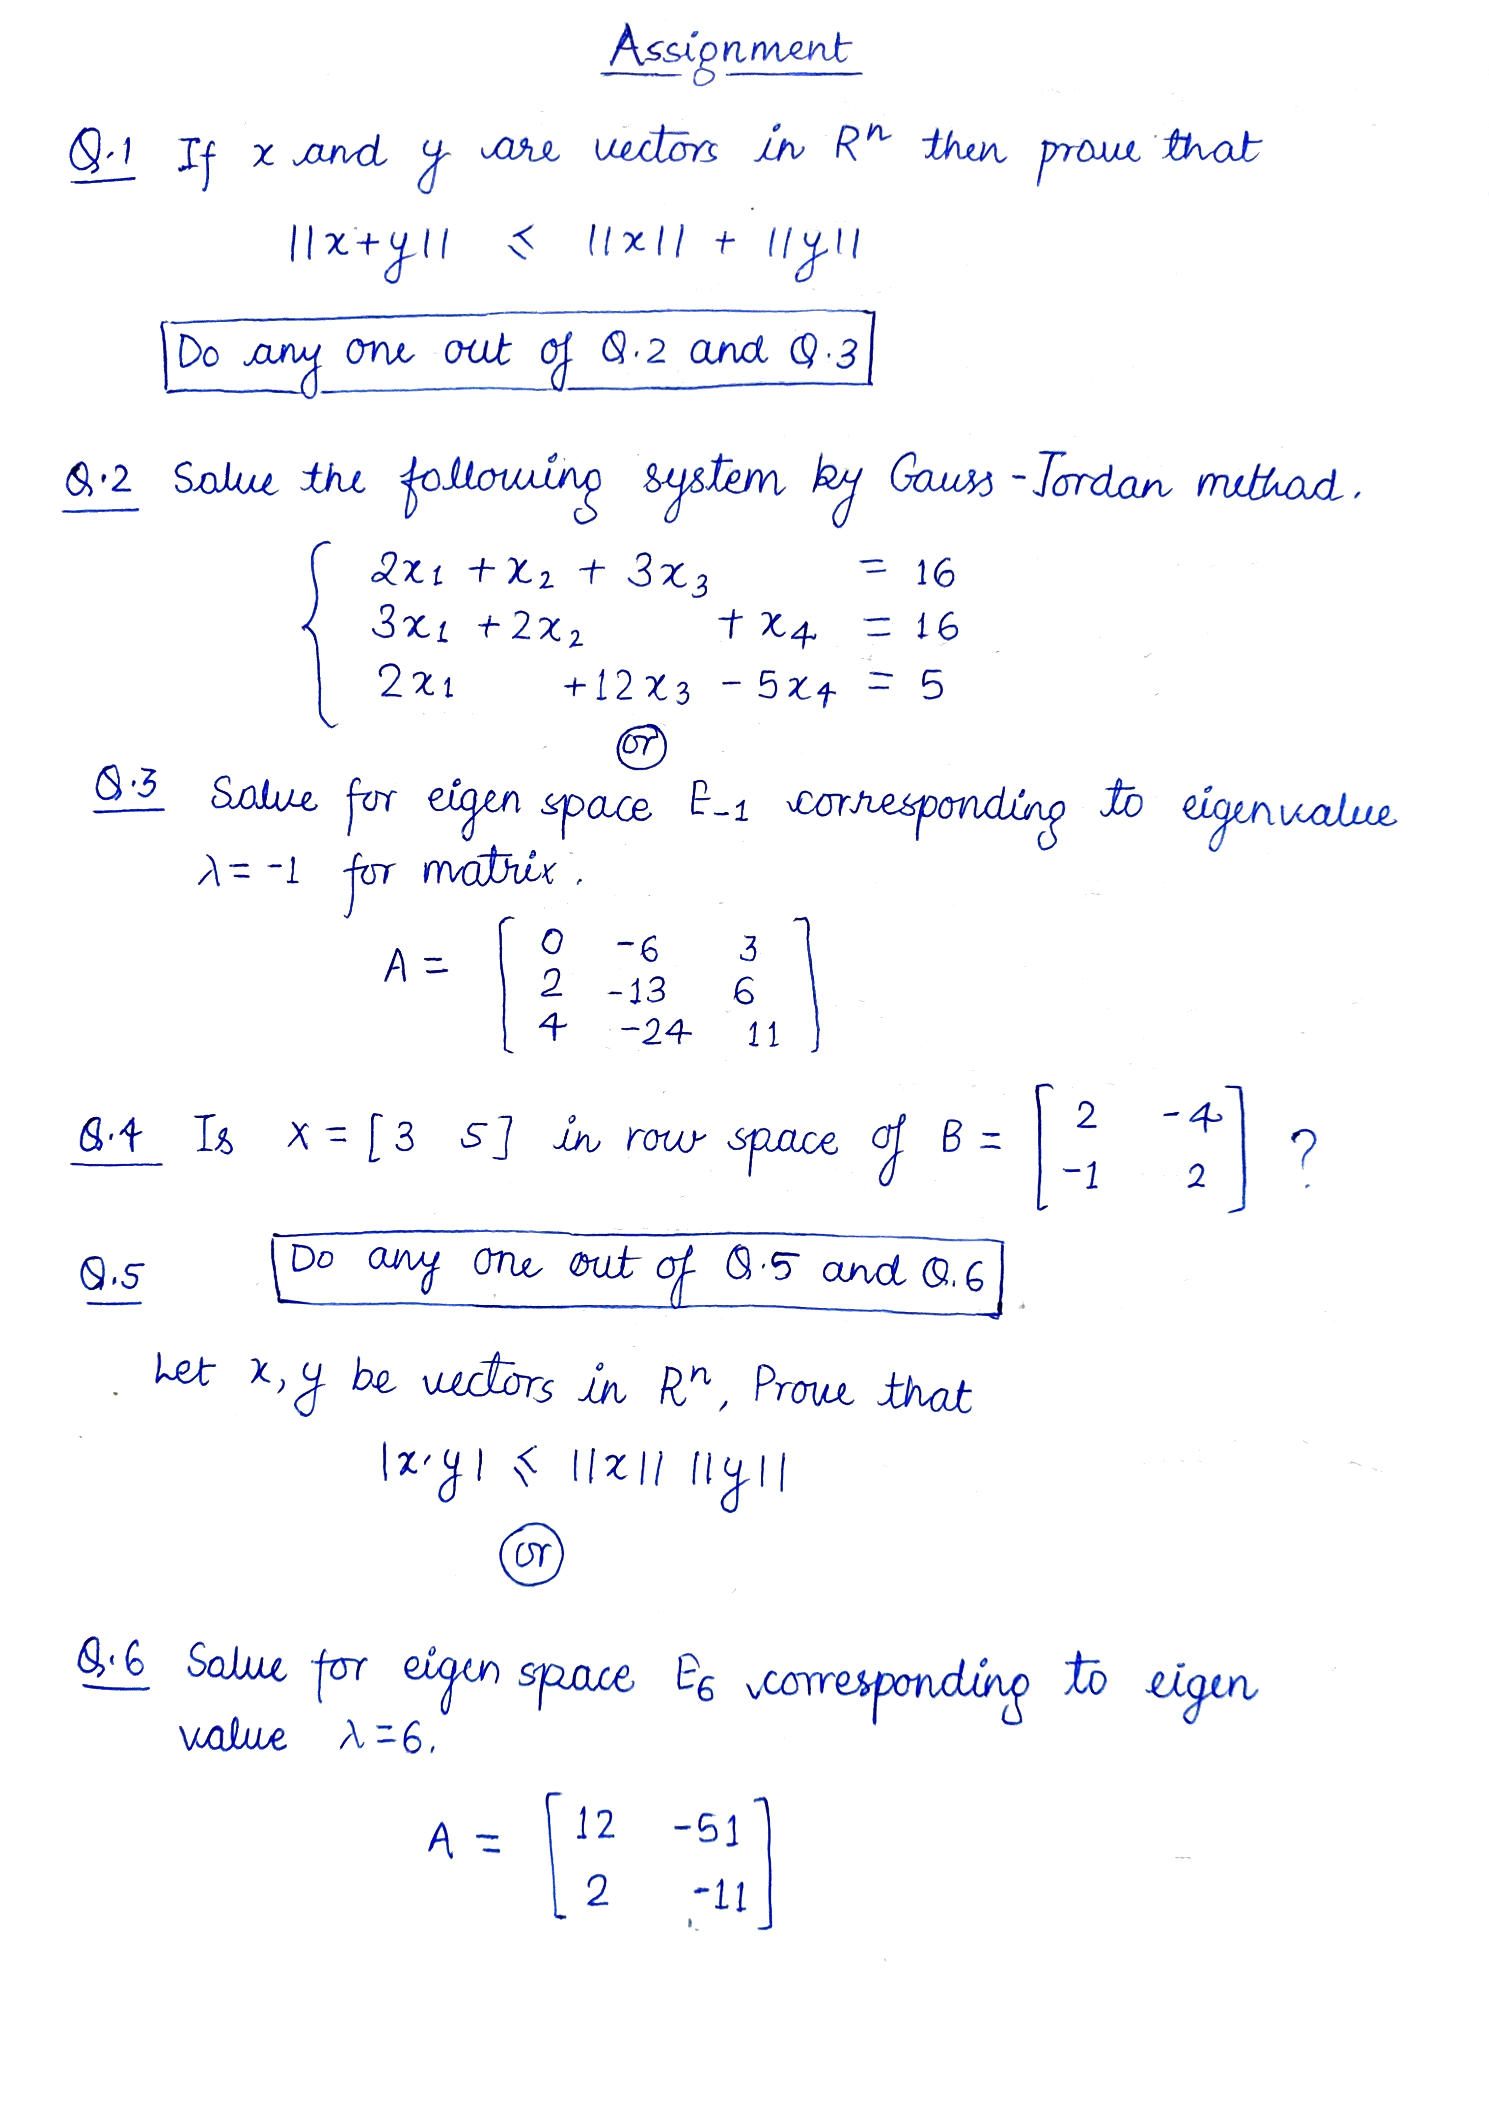 Assignment
Q.1 If x and y are vectors in Rⁿ then prove that
||x+y|| ⩽ ||x|| + ||y||
Do any one out of Q.2 and Q.3
Q.2 Solve the following system by Gauss-Jordan method.
2x₁ + x₂ + 3x₃ = 16
3x₁ + 2x₂ + x₄ = 16
2x₁ + 12x₃ - 5x₄ = 5
or
Q.3 Solve for eigen space E₋₁ corresponding to eigenvalue
λ = -1 for matrix.
A = [ 0 -6 3
2 -13 6
4 -24 11 ]
Q.4 Is X = [3 5] in row space of B = [ 2 -4
-1 2 ] ?
Q.5 Do any one out of Q.5 and Q.6
Let x, y be vectors in Rⁿ, Prove that
|x·y| ⩽ ||x|| ||y||
or
Q.6 Solve for eigen space E₆ corresponding to eigen
value λ = 6.
A = [ 12 -51
2 -11 ]